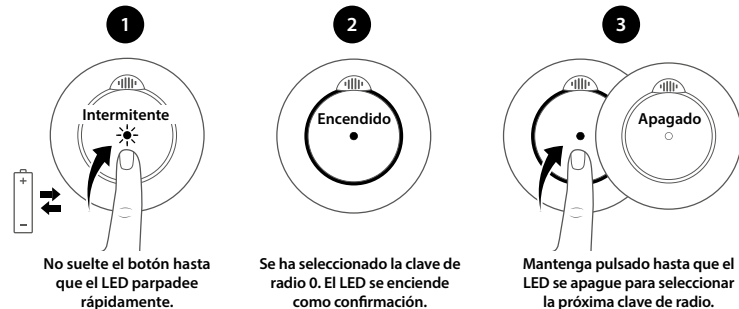 1
2
3
Intermitente
Encendido
Apagado
+
−
No suelte el botón hasta
que el LED parpadee
rápidamente.
Se ha seleccionado la clave de
radio 0. El LED se enciende
como confirmación.
Mantenga pulsado hasta que el
LED se apague para seleccionar
la próxima clave de radio.